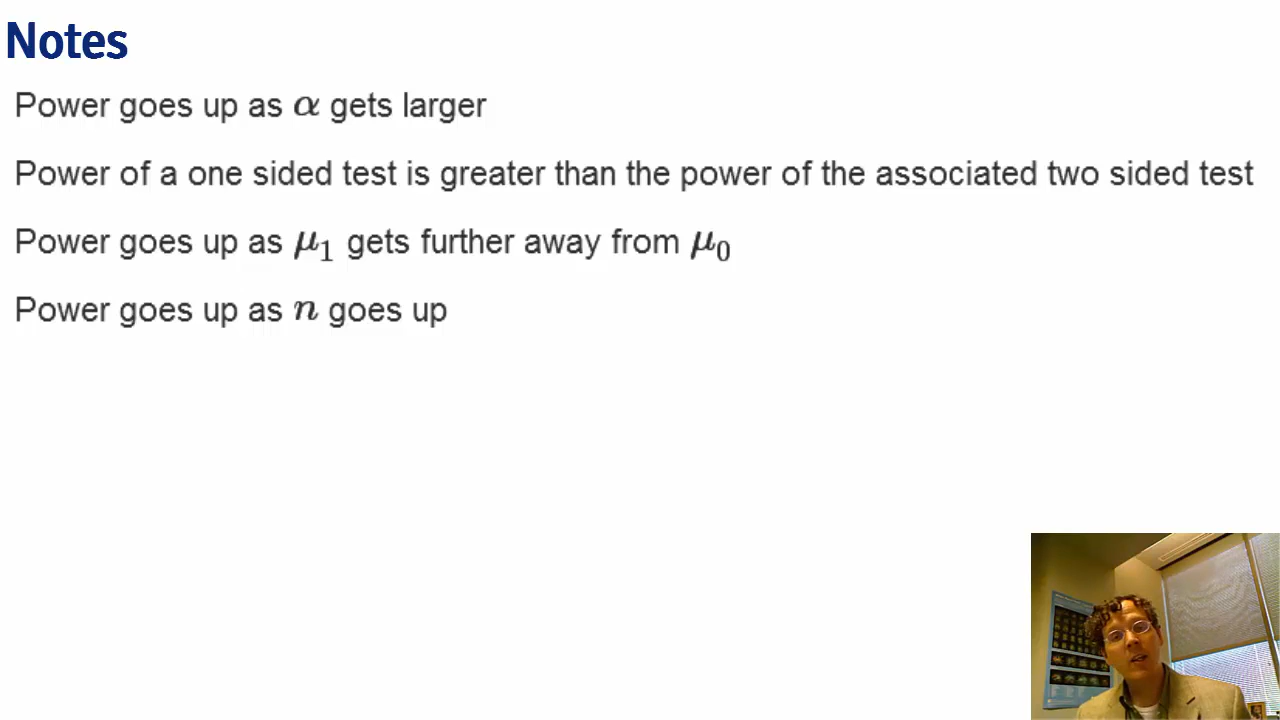 Notes
Power goes up as α gets larger
Power of a one sided test is greater than the power of the associated two sided test
Power goes up as μ₁ gets further away from μ₀
Power goes up as n goes up